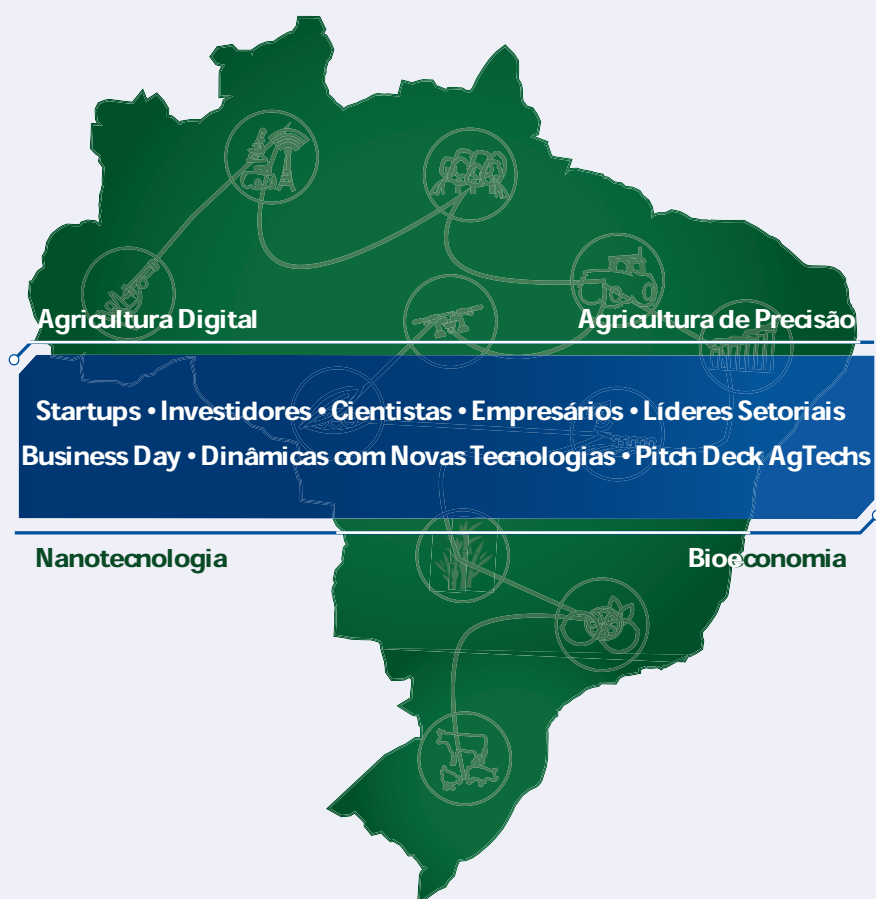 Agricultura Digital
Agricultura de Precisão
Startups • Investidores • Cientistas • Empresários • Líderes Setoriais
Business Day • Dinâmicas com Novas Tecnologias • Pitch Deck AgTechs
Nanotecnologia
Bioeconomia